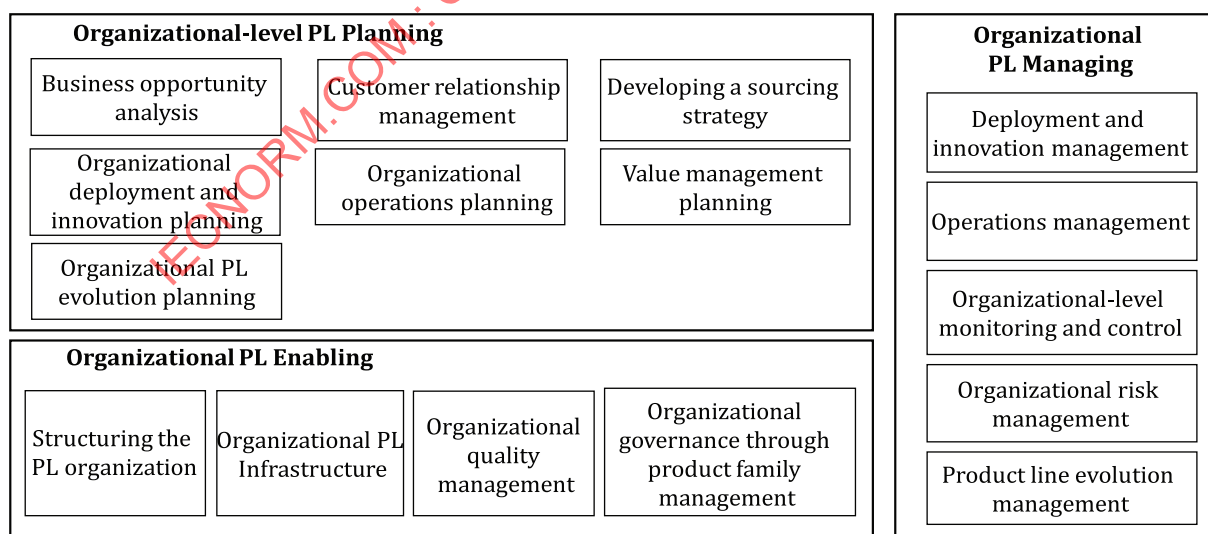 Organizational-level PL Planning
Business opportunity
analysis
Customer relationship
management
Developing a sourcing
strategy
Organizational
deployment and
innovation planning
Organizational
operations planning
Value management
planning
Organizational PL
evolution planning
Organizational PL Enabling
Structuring the
PL organization
Organizational PL
Infrastructure
Organizational
quality
management
Organizational
governance through
product family
management
Organizational
PL Managing
Deployment and
innovation management
Operations management
Organizational-level
monitoring and control
Organizational risk
management
Product line evolution
management
IECNORM.COM :